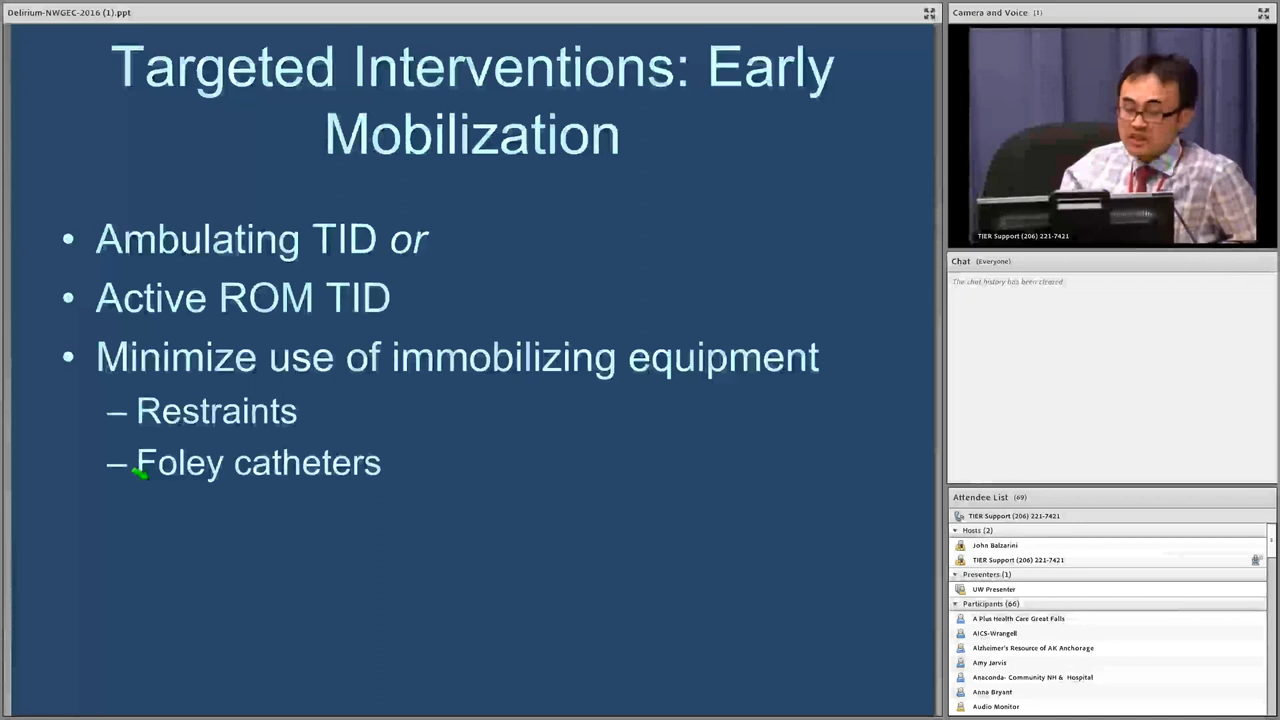 Delirium-NWGEC-2016 (1).ppt
Targeted Interventions: Early
Mobilization
• Ambulating TID or
• Active ROM TID
• Minimize use of immobilizing equipment
– Restraints
– Foley catheters
Camera and Voice (1)
TIER Support (206) 221-7421
Chat (Everyone)
The chat history has been cleared
Attendee List (69)
TIER Support (206) 221-7421
Hosts (2)
John Balzarini
TIER Support (206) 221-7421
Presenters (1)
UW Presenter
Participants (66)
A Plus Health Care Great Falls
AICS-Wrangell
Alzheimer's Resource of AK Anchorage
Amy Jarvis
Anaconda- Community NH & Hospital
Anna Bryant
Audio Monitor